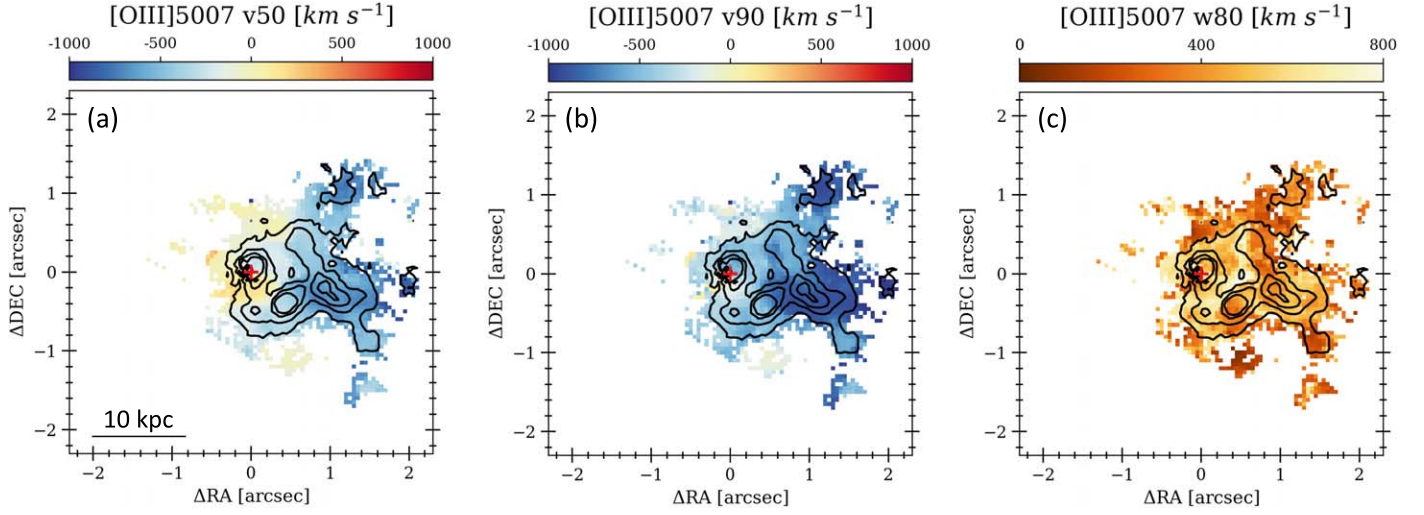 [OIII]5007 v50 [km s⁻¹]
-1000 -500 0 500 1000
(a)
ΔDEC [arcsec]
2
1
0
−1
−2
10 kpc
−2 −1 0 1 2
ΔRA [arcsec]
[OIII]5007 v90 [km s⁻¹]
-1000 -500 0 500 1000
(b)
ΔDEC [arcsec]
2
1
0
−1
−2
−2 −1 0 1 2
ΔRA [arcsec]
[OIII]5007 w80 [km s⁻¹]
0 400 800
(c)
ΔDEC [arcsec]
2
1
0
−1
−2
−2 −1 0 1 2
ΔRA [arcsec]